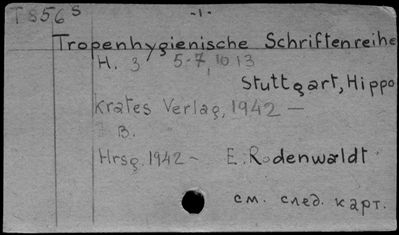 T 556 s -1-
Tropenhygienische Schriftenreihe
H. 3 5-7, 10 13
Stuttgart, Hippo
krates Verlag, 1942 —
B.
Hrsg. 1942 - E. Rodenwaldt.
см. след. карт.